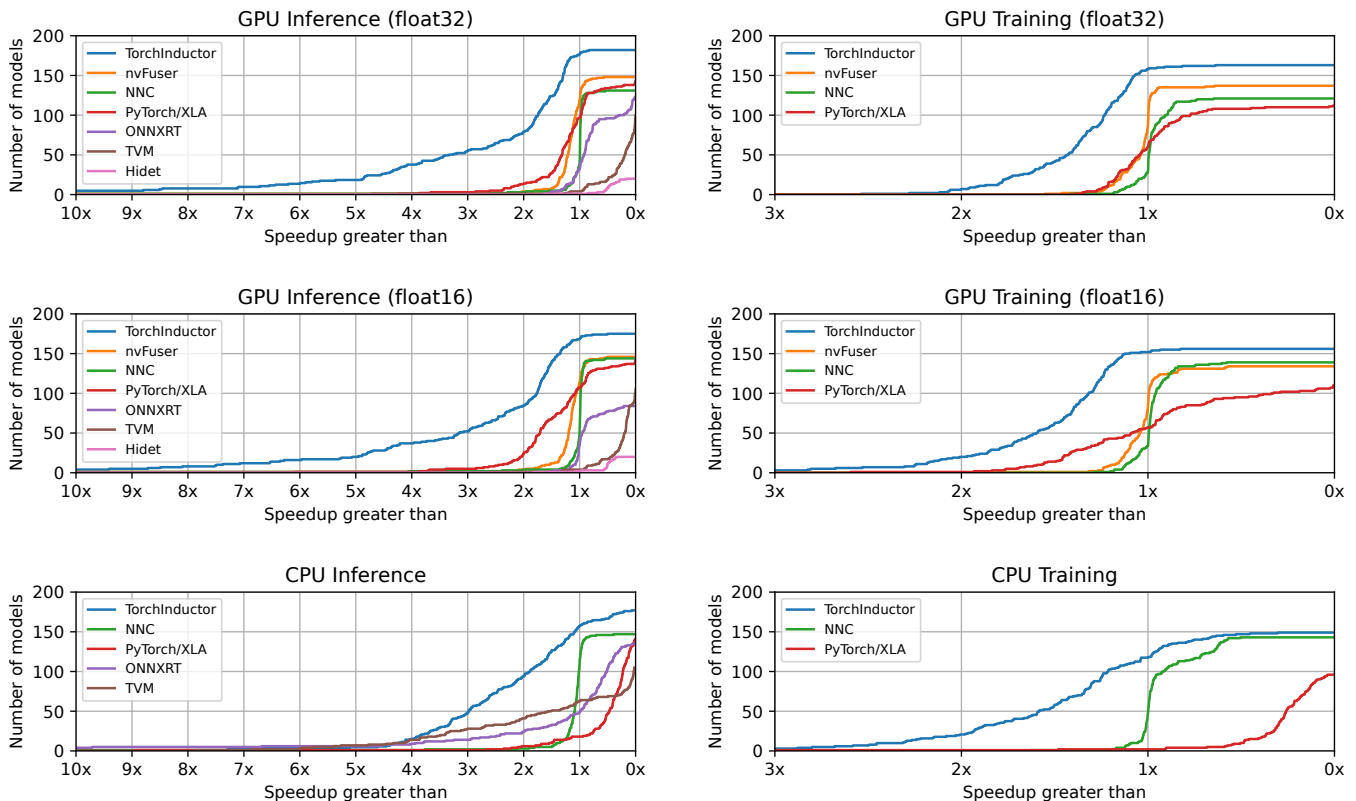 GPU Inference (float32)
200
150
100
50
0
Number of models
TorchInductor
nvFuser
NNC
PyTorch/XLA
ONNXRT
TVM
Hidet
10x 9x 8x 7x 6x 5x 4x 3x 2x 1x 0x
Speedup greater than
GPU Training (float32)
200
150
100
50
0
Number of models
TorchInductor
nvFuser
NNC
PyTorch/XLA
3x 2x 1x 0x
Speedup greater than
GPU Inference (float16)
200
150
100
50
0
Number of models
TorchInductor
nvFuser
NNC
PyTorch/XLA
ONNXRT
TVM
Hidet
10x 9x 8x 7x 6x 5x 4x 3x 2x 1x 0x
Speedup greater than
GPU Training (float16)
200
150
100
50
0
Number of models
TorchInductor
nvFuser
NNC
PyTorch/XLA
3x 2x 1x 0x
Speedup greater than
CPU Inference
200
150
100
50
0
Number of models
TorchInductor
NNC
PyTorch/XLA
ONNXRT
TVM
10x 9x 8x 7x 6x 5x 4x 3x 2x 1x 0x
Speedup greater than
CPU Training
200
150
100
50
0
Number of models
TorchInductor
NNC
PyTorch/XLA
3x 2x 1x 0x
Speedup greater than